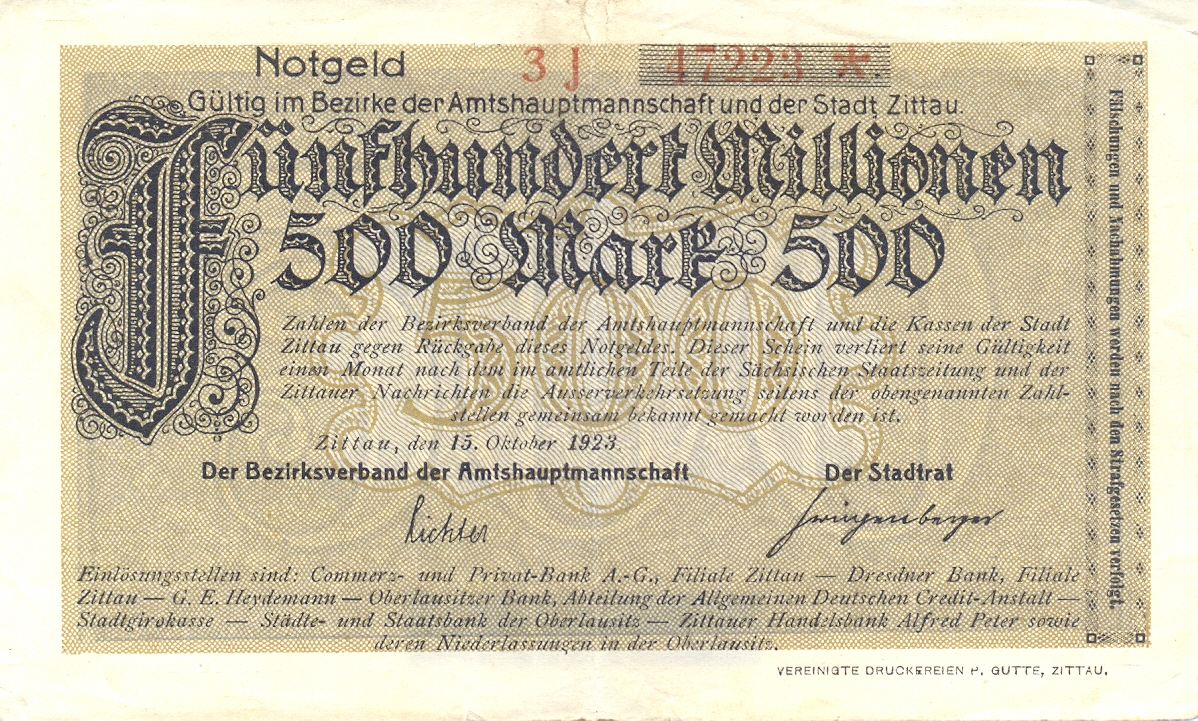 Notgeld 3 J 47223 *
Gültig im Bezirke der Amtshauptmannschaft und der Stadt Zittau.
Fünfhundert Millionen
500 Mark 500
500
Zahlen der Bezirksverband der Amtshauptmannschaft und die Kassen der Stadt
Zittau gegen Rückgabe dieses Notgeldes. Dieser Schein verliert seine Gültigkeit
einen Monat nach dem im amtlichen Teile der Sächsischen Staatszeitung und der
Zittauer Nachrichten die Ausserverkehrsetzung seitens der obengenannten Zahl-
stellen gemeinsam bekannt gemacht worden ist.
Zittau, den 15. Oktober 1923.
Der Bezirksverband der Amtshauptmannschaft Der Stadtrat
Richter
Einlösungsstellen sind: Commerz- und Privat-Bank A.-G., Filiale Zittau — Dresdner Bank, Filiale
Zittau — G. E. Heydemann — Oberlausitzer Bank, Abteilung der Allgemeinen Deutschen Credit-Anstalt —
Stadtgirokasse — Städte- und Staatsbank der Oberlausitz — Zittauer Handelsbank Alfred Peter sowie
deren Niederlassungen in der Oberlausitz.
Fälschungen und Nachahmungen werden nach den Strafgesetzen verfolgt.
VEREINIGTE DRUCKEREIEN P. GUTTE, ZITTAU.